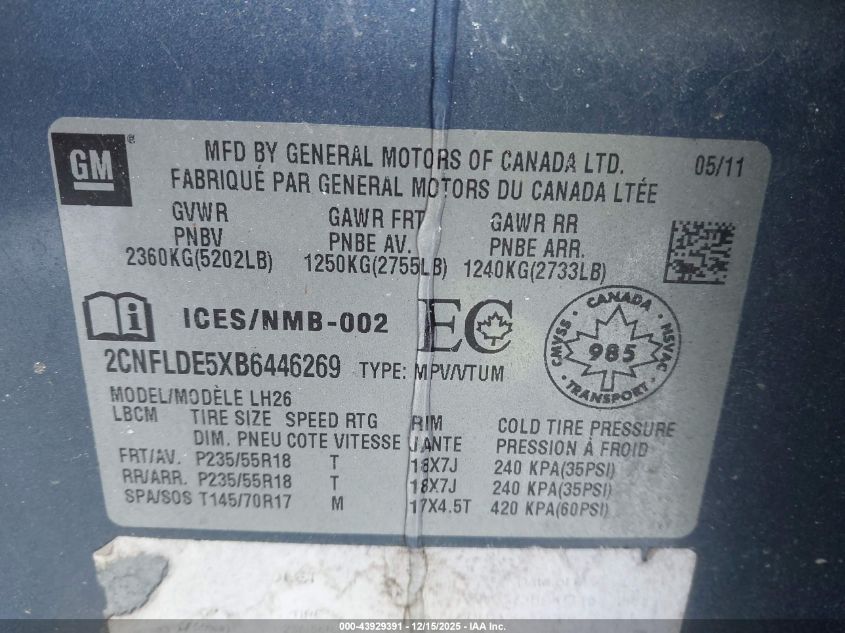 GM
MFD BY GENERAL MOTORS OF CANADA LTD. 05/11
FABRIQUÉ PAR GENERAL MOTORS DU CANADA LTÉE
GVWR GAWR FRT GAWR RR
PNBV PNBE AV. PNBE ARR.
2360KG(5202LB) 1250KG(2755LB) 1240KG(2733LB)
ICES/NMB-002 EC
CANADA CMVSS NSVAC 985 TRANSPORT
2CNFLDE5XB6446269 TYPE: MPV/VTUM
MODEL/MODÈLE LH26
LBCM TIRE SIZE SPEED RTG RIM COLD TIRE PRESSURE
DIM. PNEU COTE VITESSE JANTE PRESSION À FROID
FRT/AV. P235/55R18 T 18X7J 240 KPA(35PSI)
RR/ARR. P235/55R18 T 18X7J 240 KPA(35PSI)
SPA/SOS T145/70R17 M 17X4.5T 420 KPA(60PSI)
TIRE
000-43929391 - 12/15/2025 - IAA Inc.